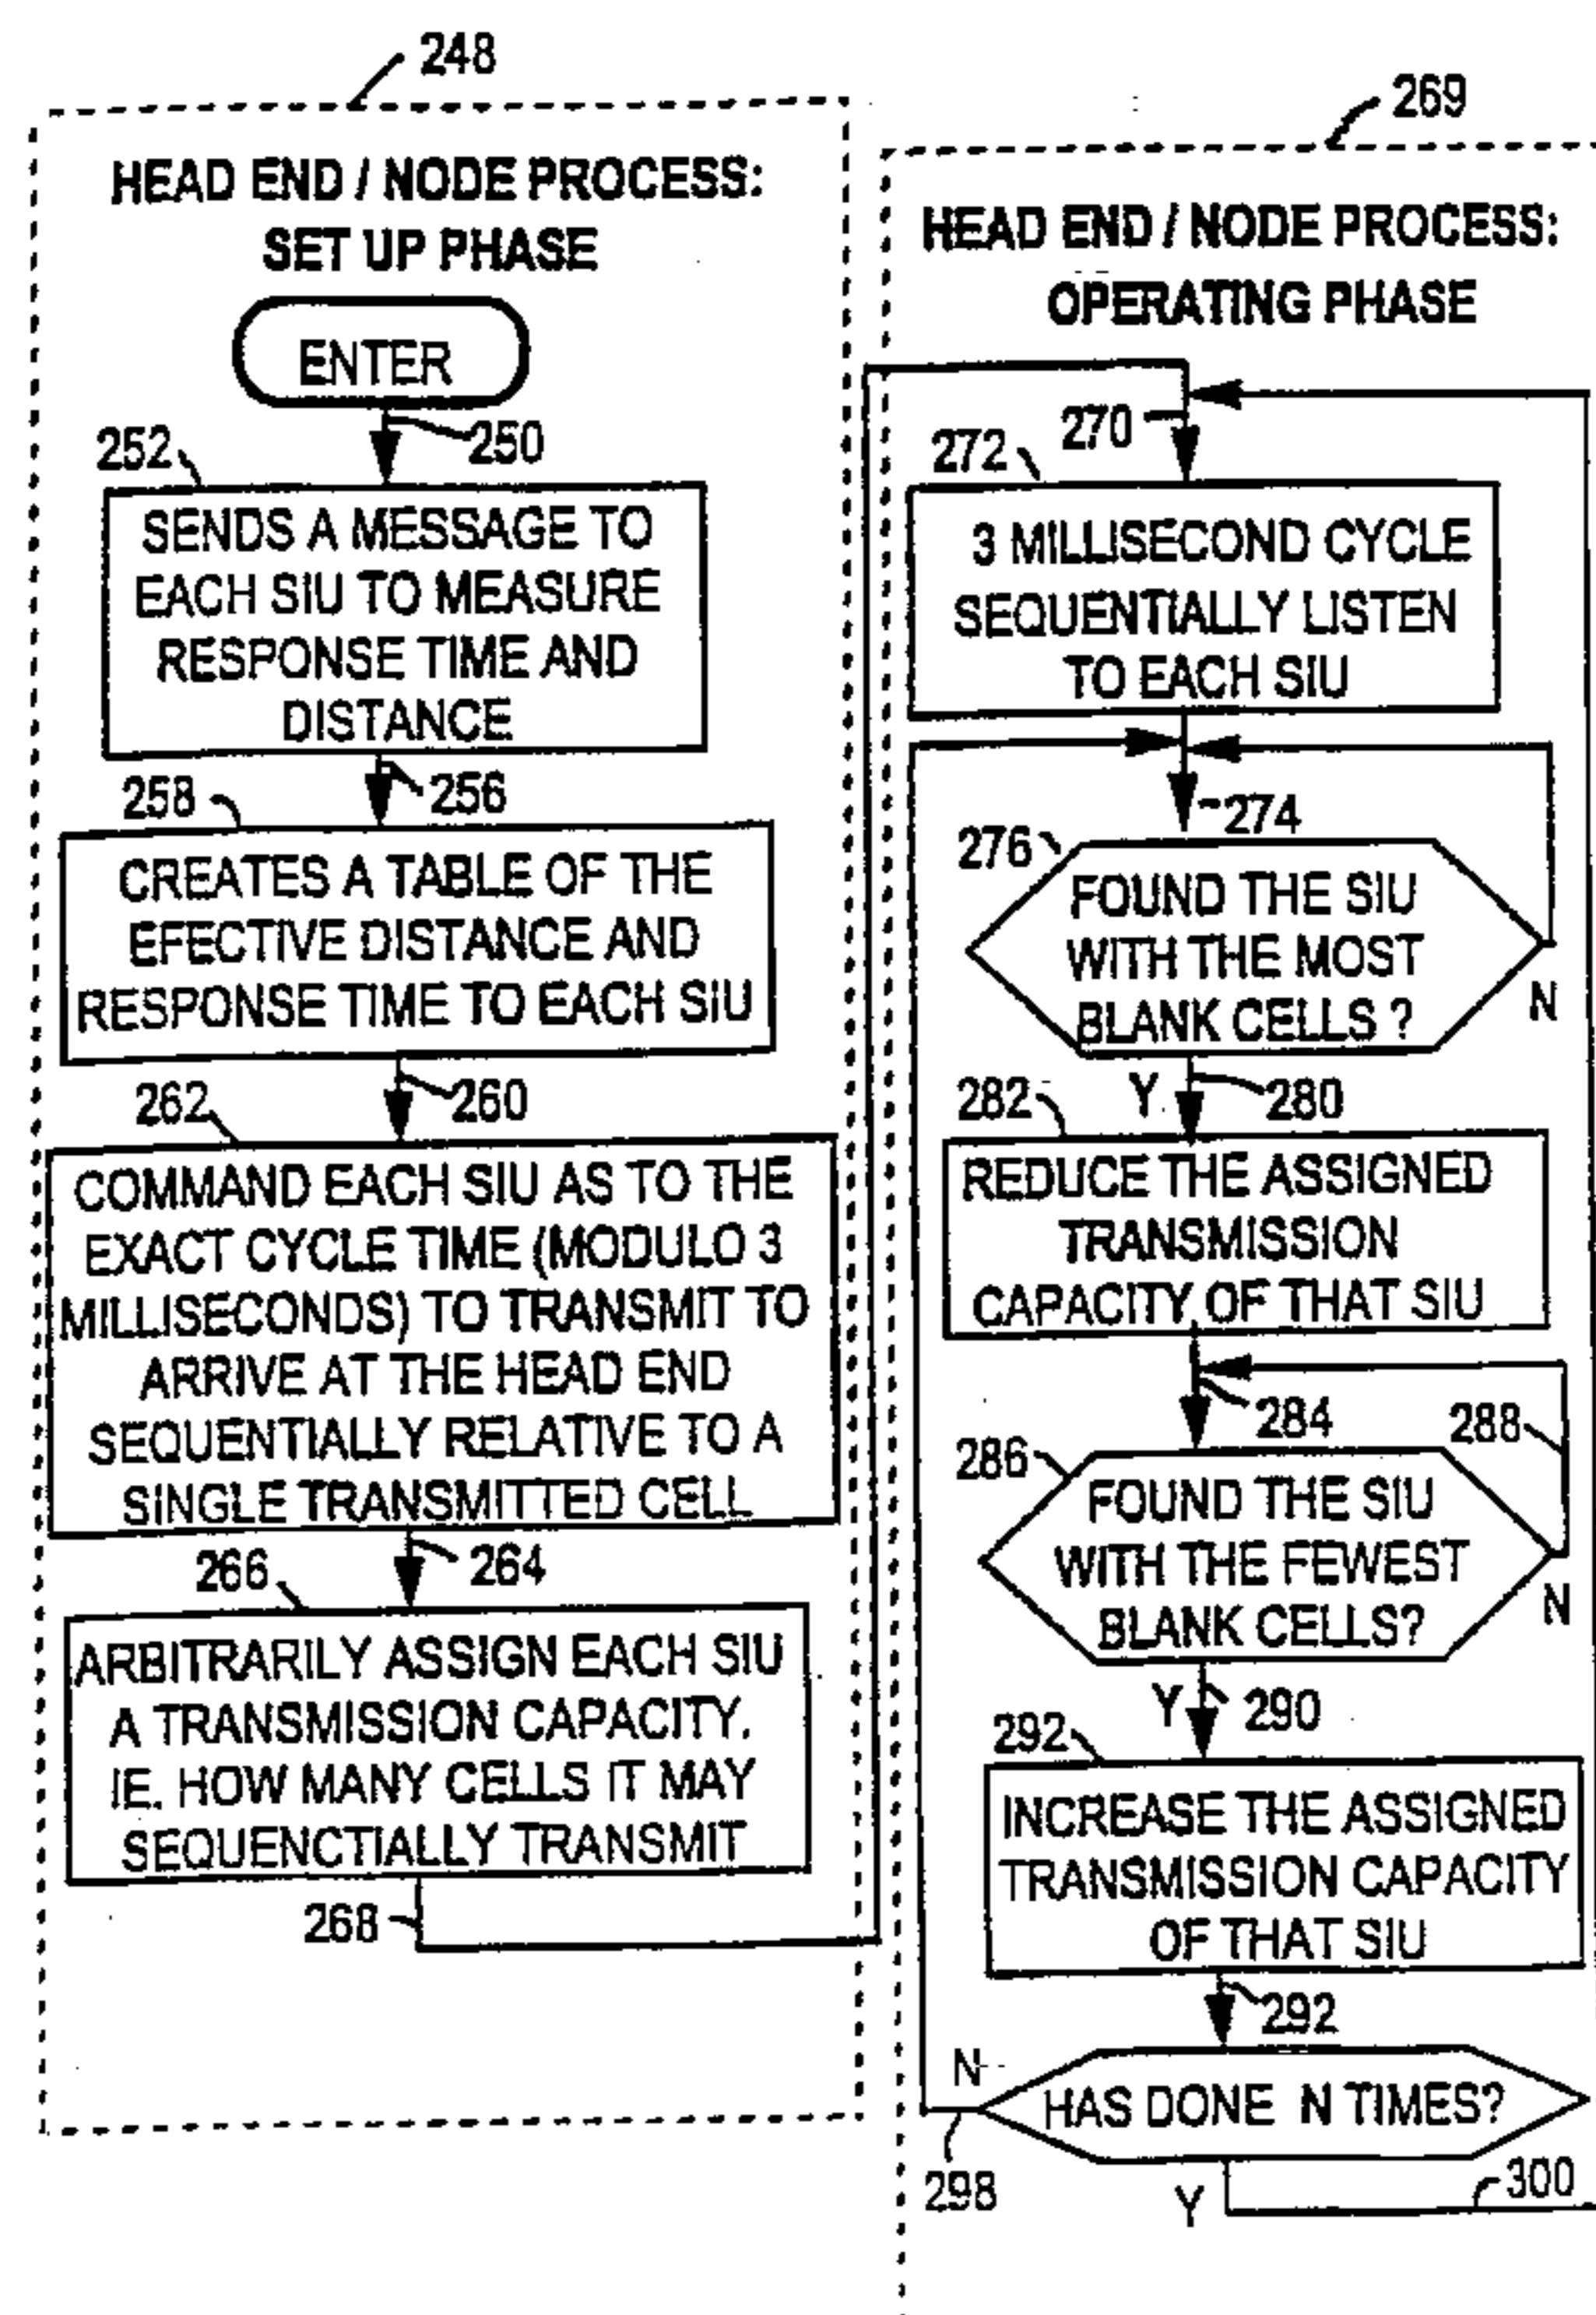 248
HEAD END / NODE PROCESS:
SET UP PHASE
ENTER
250
252
SENDS A MESSAGE TO
EACH SIU TO MEASURE
RESPONSE TIME AND
DISTANCE
256
258
CREATES A TABLE OF THE
EFECTIVE DISTANCE AND
RESPONSE TIME TO EACH SIU
260
262
COMMAND EACH SIU AS TO THE
EXACT CYCLE TIME (MODULO 3
MILLISECONDS) TO TRANSMIT TO
ARRIVE AT THE HEAD END
SEQUENTIALLY RELATIVE TO A
SINGLE TRANSMITTED CELL
264
266
ARBITRARILY ASSIGN EACH SIU
A TRANSMISSION CAPACITY.
IE. HOW MANY CELLS IT MAY
SEQUENCTIALLY TRANSMIT
268
269
HEAD END / NODE PROCESS:
OPERATING PHASE
270
272
3 MILLISECOND CYCLE
SEQUENTIALLY LISTEN
TO EACH SIU
274
276
FOUND THE SIU
WITH THE MOST
BLANK CELLS ?
N
Y
280
282
REDUCE THE ASSIGNED
TRANSMISSION
CAPACITY OF THAT SIU
284
288
286
FOUND THE SIU
WITH THE FEWEST
BLANK CELLS?
N
Y
290
292
INCREASE THE ASSIGNED
TRANSMISSION CAPACITY
OF THAT SIU
292
N
HAS DONE N TIMES?
298
Y
300